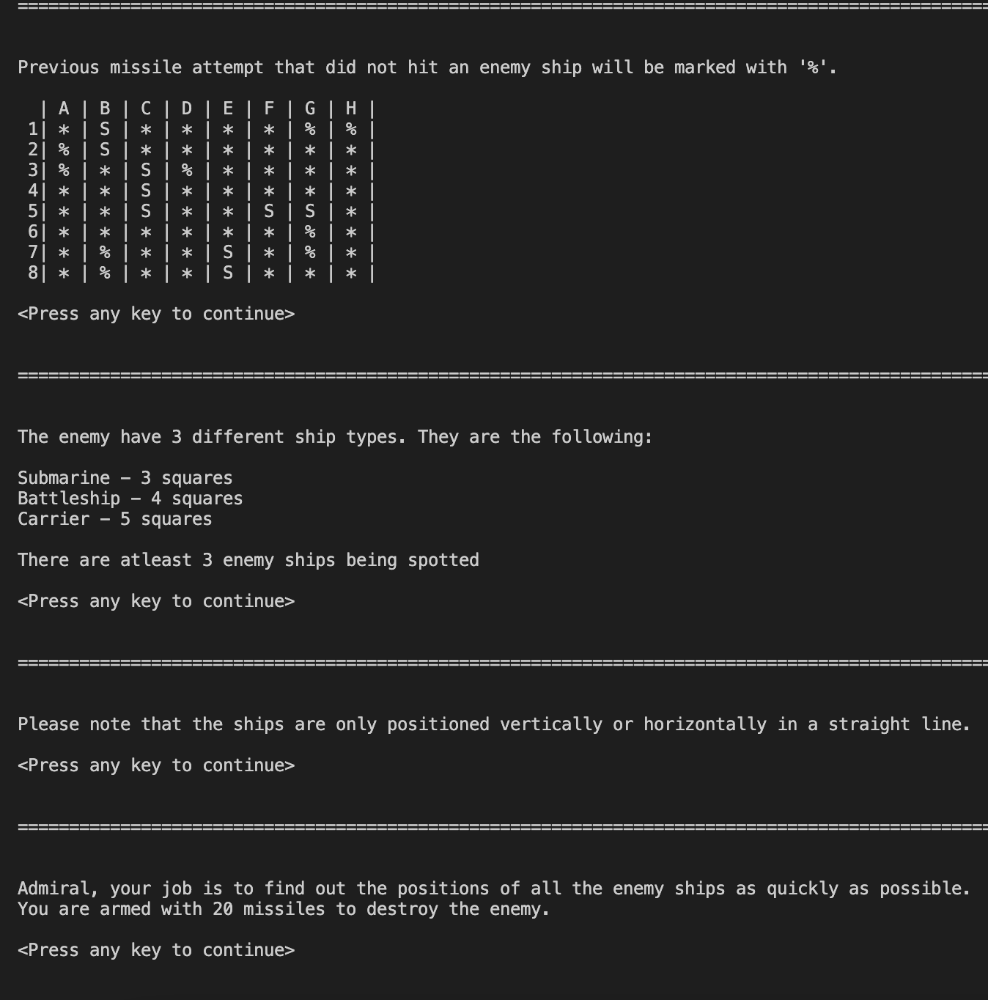 ================================================================================================
Previous missile attempt that did not hit an enemy ship will be marked with '%'.
  | A | B | C | D | E | F | G | H |
 1| * | S | * | * | * | * | % | % |
 2| % | S | * | * | * | * | * | * |
 3| % | * | S | % | * | * | * | * |
 4| * | * | S | * | * | * | * | * |
 5| * | * | S | * | * | S | S | * |
 6| * | * | * | * | * | * | % | * |
 7| * | % | * | * | S | * | % | * |
 8| * | % | * | * | S | * | * | * |
<Press any key to continue>
================================================================================================
The enemy have 3 different ship types. They are the following:
Submarine – 3 squares
Battleship – 4 squares
Carrier – 5 squares
There are atleast 3 enemy ships being spotted
<Press any key to continue>
================================================================================================
Please note that the ships are only positioned vertically or horizontally in a straight line.
<Press any key to continue>
================================================================================================
Admiral, your job is to find out the positions of all the enemy ships as quickly as possible.
You are armed with 20 missiles to destroy the enemy.
<Press any key to continue>